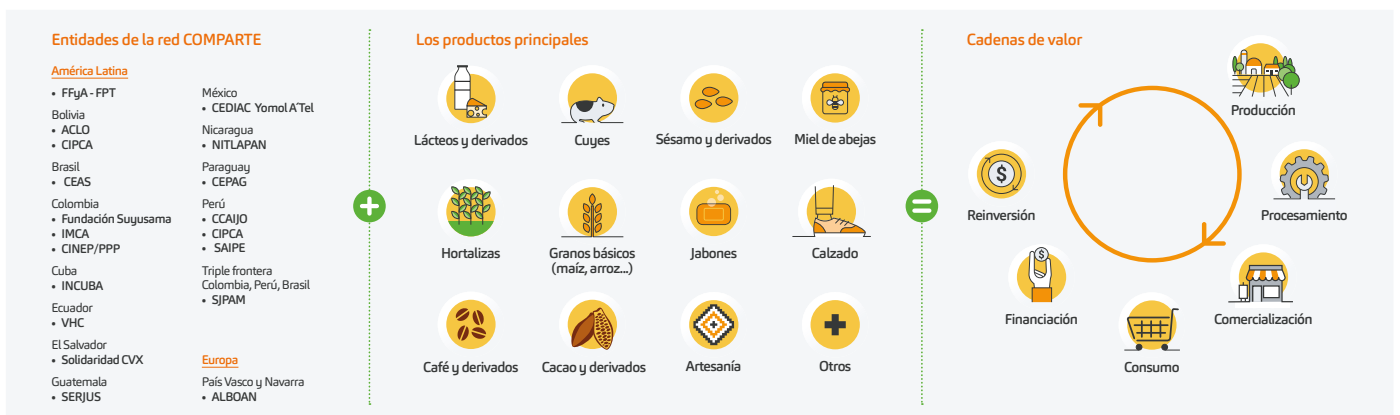 Entidades de la red COMPARTE
América Latina
• FFyA - FPT
Bolivia
• ACLO
• CIPCA
Brasil
• CEAS
Colombia
• Fundación Suyusama
• IMCA
• CINEP/PPP
Cuba
• INCUBA
Ecuador
• VHC
El Salvador
• Solidaridad CVX
Guatemala
• SERJUS
México
• CEDIAC Yomol A´Tel
Nicaragua
• NITLAPAN
Paraguay
• CEPAG
Perú
• CCAIJO
• CIPCA
• SAIPE
Triple frontera
Colombia, Perú, Brasil
• SJPAM
Europa
País Vasco y Navarra
• ALBOAN
+
Los productos principales
Lácteos y derivados
Cuyes
Sésamo y derivados
Miel de abejas
Hortalizas
Granos básicos
(maíz, arroz...)
Jabones
Calzado
Café y derivados
Cacao y derivados
Artesanía
+
Otros
=
Cadenas de valor
Producción
Procesamiento
Comercialización
Consumo
$
Financiación
$
Reinversión